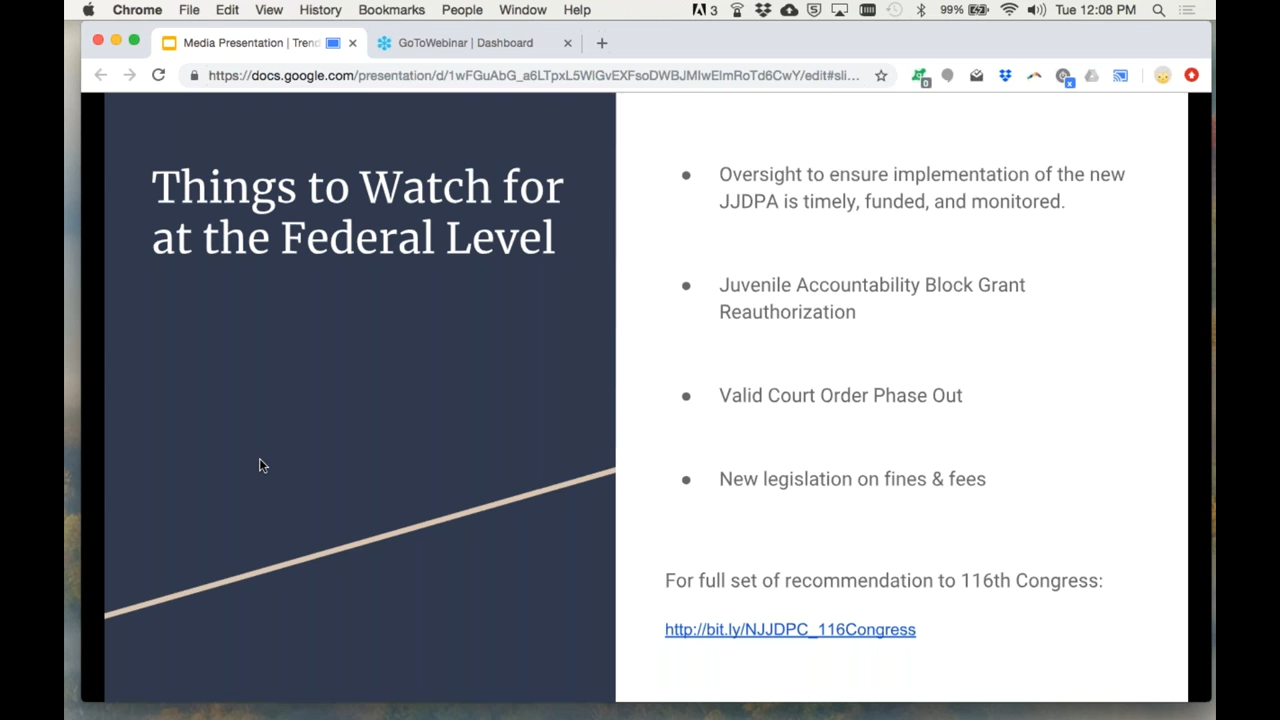 Chrome File Edit View History Bookmarks People Window Help 3 99% Tue 12:08 PM
Media Presentation | Trend GoToWebinar | Dashboard
https://docs.google.com/presentation/d/1wFGuAbG_a6LTpxL5WlGvEXFsoDWBJMIwElmRoTd6CwY/edit#sli... 0 x
Things to Watch for
at the Federal Level
● Oversight to ensure implementation of the new
JJDPA is timely, funded, and monitored.
● Juvenile Accountability Block Grant
Reauthorization
● Valid Court Order Phase Out
● New legislation on fines & fees
For full set of recommendation to 116th Congress:
http://bit.ly/NJJDPC_116Congress